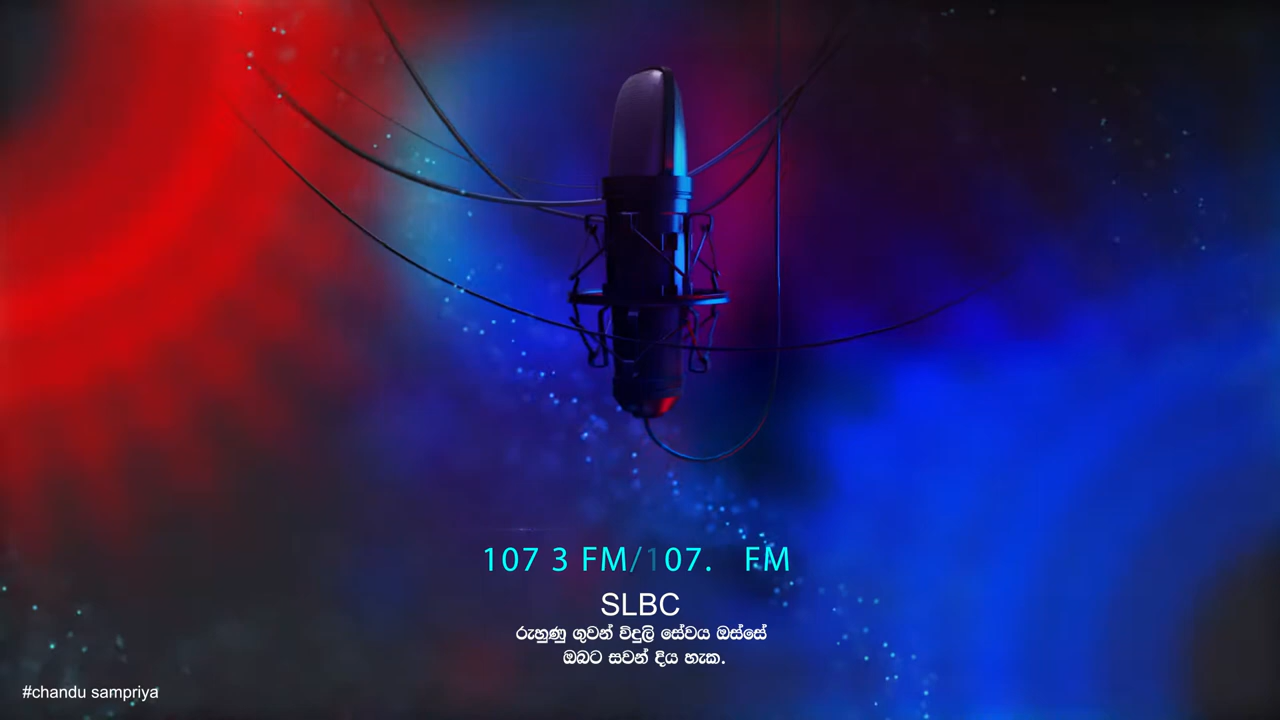 107 3 FM/107. FM
SLBC
රුහුණු ගුවන් විදුලි සේවය ඔස්සේ
ඔබට සවන් දිය හැක.
#chandu sampriya